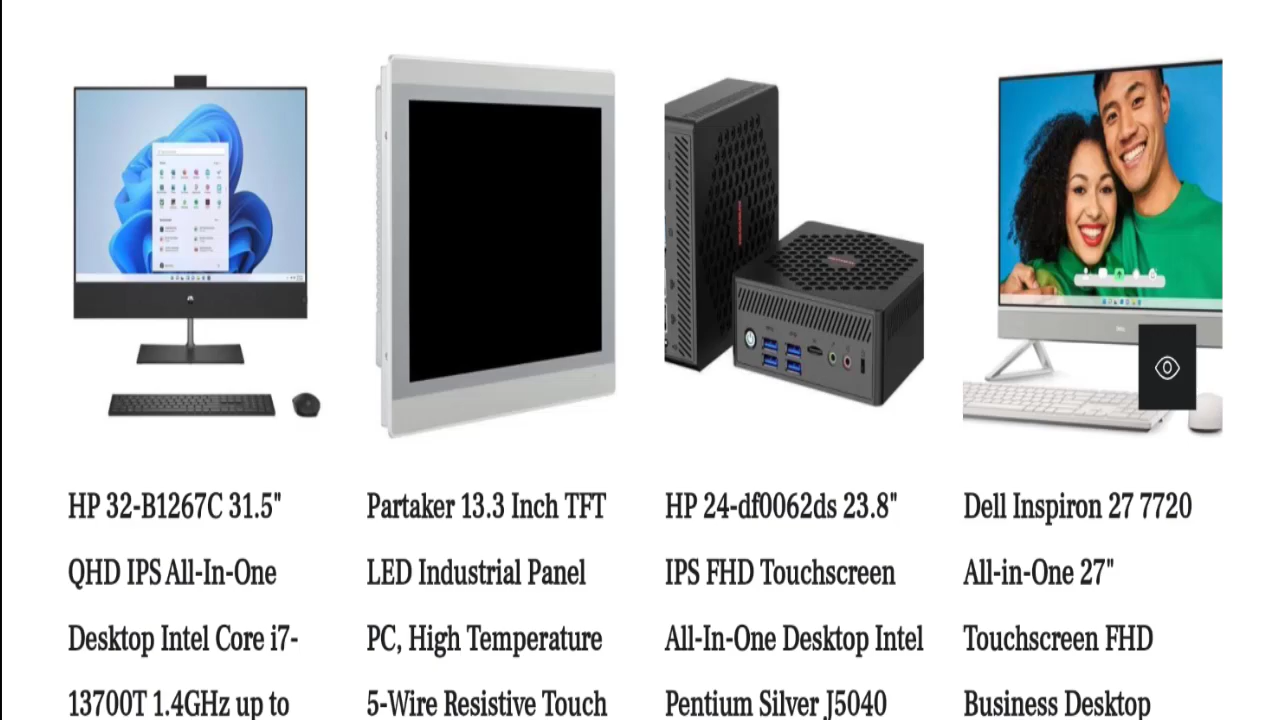 HP 32-B1267C 31.5"
QHD IPS All-In-One
Desktop Intel Core i7-
13700T 1.4GHz up to
Partaker 13.3 Inch TFT
LED Industrial Panel
PC, High Temperature
5-Wire Resistive Touch
HP 24-df0062ds 23.8"
IPS FHD Touchscreen
All-In-One Desktop Intel
Pentium Silver J5040
Dell Inspiron 27 7720
All-in-One 27"
Touchscreen FHD
Business Desktop